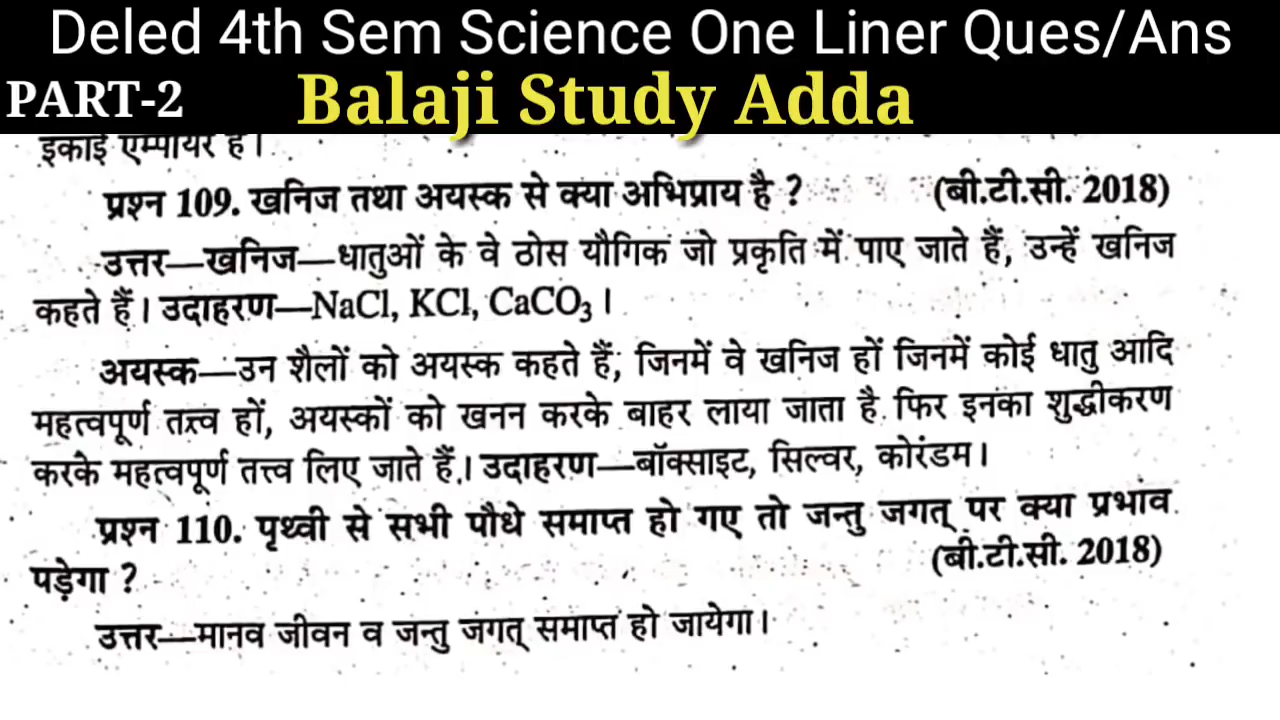 Deled 4th Sem Science One Liner Ques/Ans
PART-2 Balaji Study Adda
इकाई एम्पीयर है।
प्रश्न 109. खनिज तथा अयस्क से क्या अभिप्राय है ? (बी.टी.सी. 2018)
उत्तर—खनिज—धातुओं के वे ठोस यौगिक जो प्रकृति में पाए जाते हैं, उन्हें खनिज
कहते हैं। उदाहरण—NaCl, KCl, CaCO₃ ।
अयस्क—उन शैलों को अयस्क कहते हैं, जिनमें वे खनिज हों जिनमें कोई धातु आदि
महत्वपूर्ण तत्त्व हों, अयस्कों को खनन करके बाहर लाया जाता है फिर इनका शुद्धीकरण
करके महत्वपूर्ण तत्त्व लिए जाते हैं। उदाहरण—बॉक्साइट, सिल्वर, कोरंडम।
प्रश्न 110. पृथ्वी से सभी पौधे समाप्त हो गए तो जन्तु जगत् पर क्या प्रभाव
पड़ेगा ? (बी.टी.सी. 2018)
उत्तर—मानव जीवन व जन्तु जगत् समाप्त हो जायेगा।